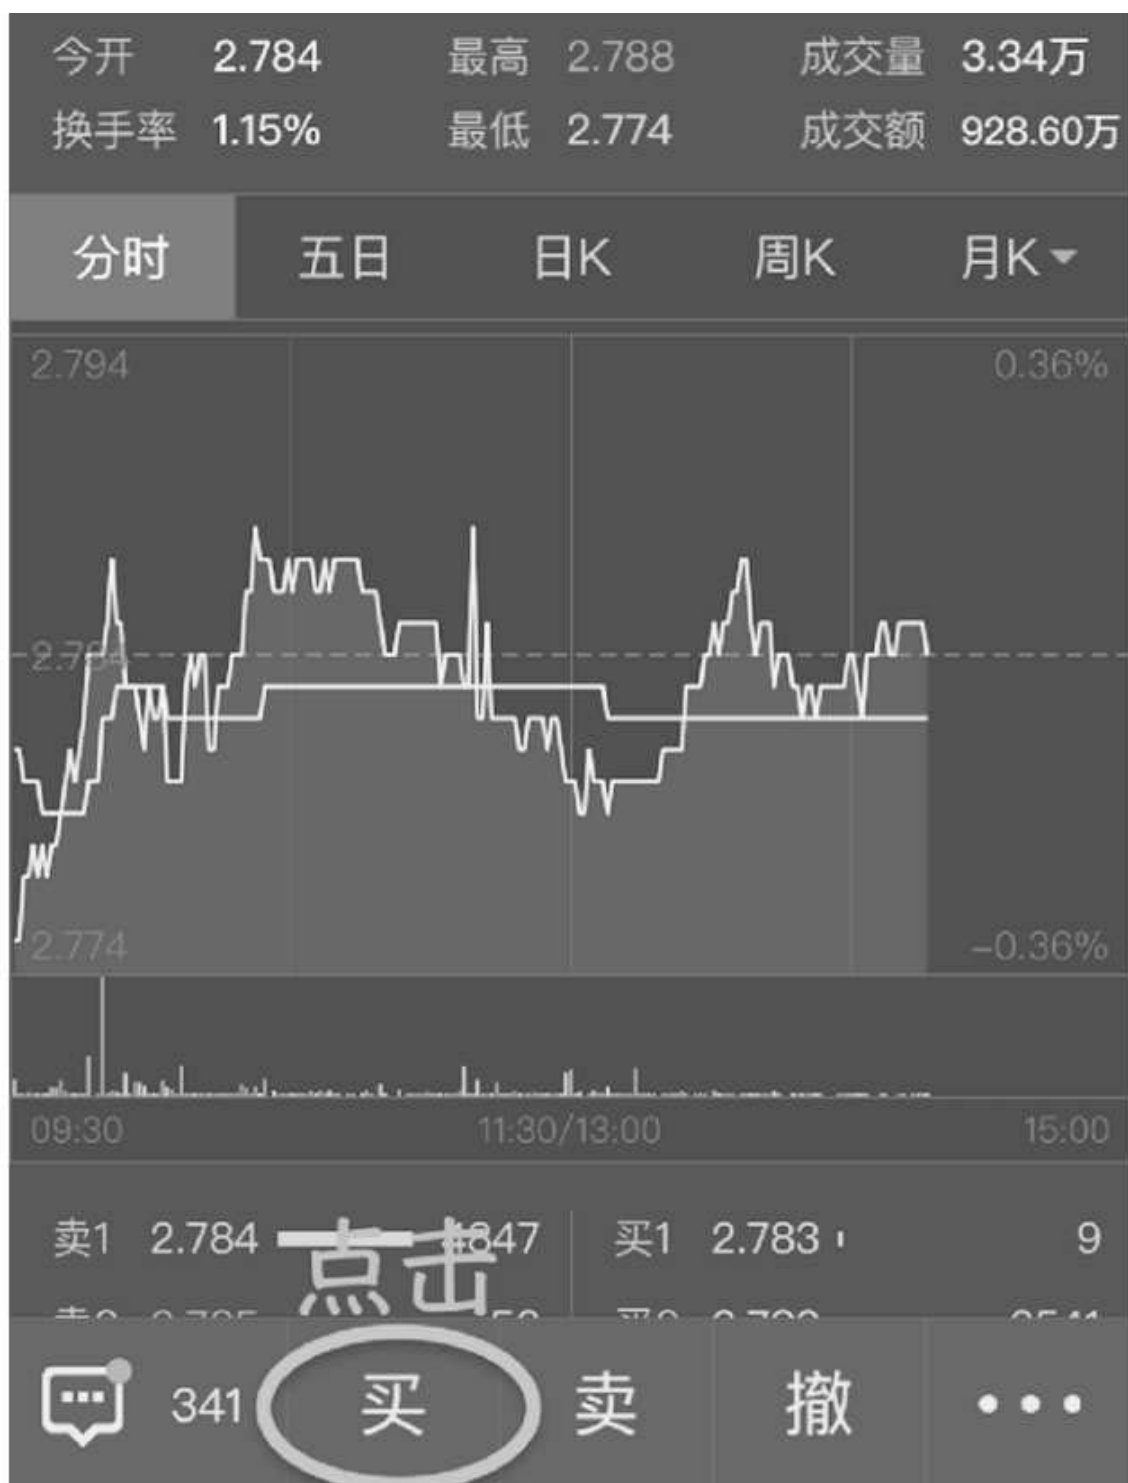 今开 2.784 最高 2.788 成交量 3.34万
换手率 1.15% 最低 2.774 成交额 928.60万
分时 五日 日K 周K 月K
2.794 0.36%
2.784
2.774 -0.36%
09:30 11:30/13:00 15:00
卖1 2.784 4847 买1 2.783 9
点击
341 买 卖 撤